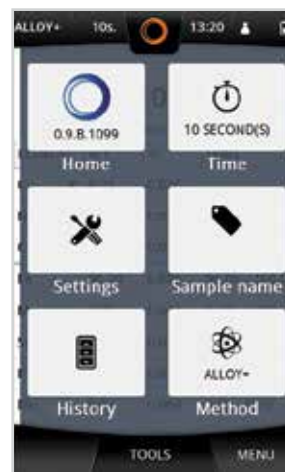 ALLOY+ 10s. 13:20
0.9.B.1099 10 SECOND(S)
Home Time
Settings Sample name
ALLOY+
History Method
TOOLS MENU